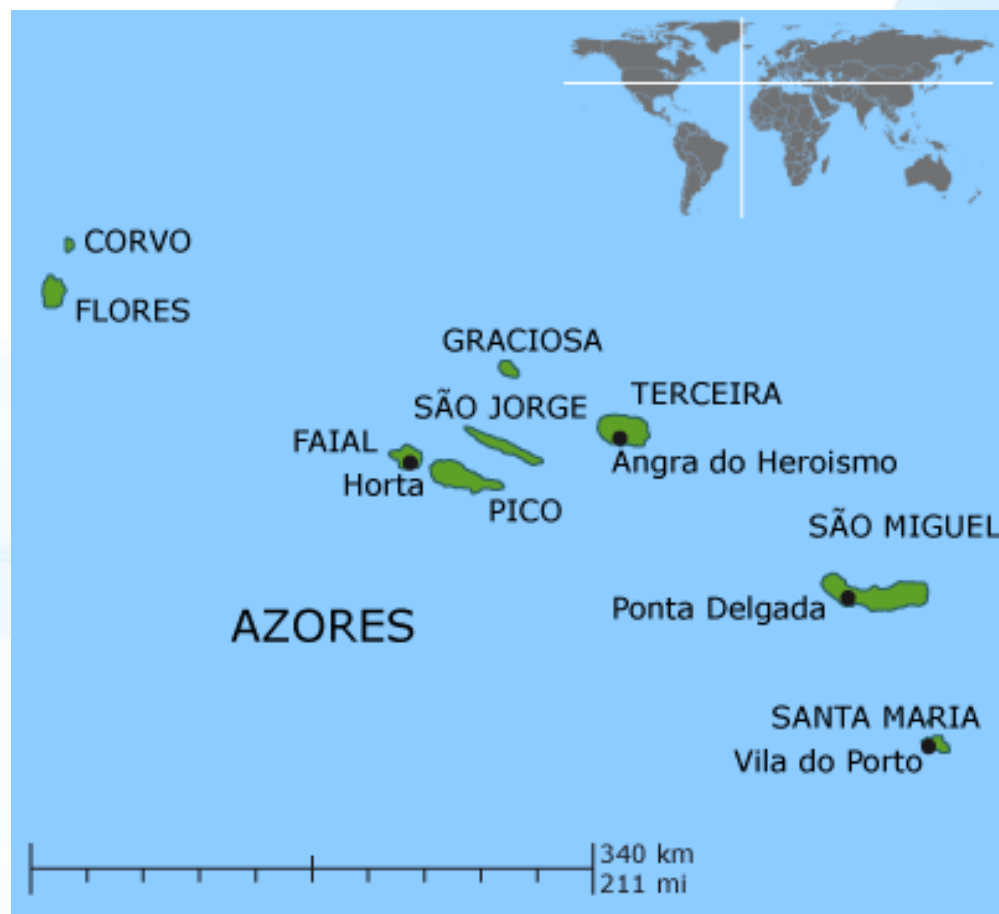 CORVO
FLORES
GRACIOSA
TERCEIRA
SÃO JORGE
FAIAL
Angra do Heroismo
Horta
PICO
SÃO MIGUEL
Ponta Delgada
AZORES
SANTA MARIA
Vila do Porto
340 km
211 mi